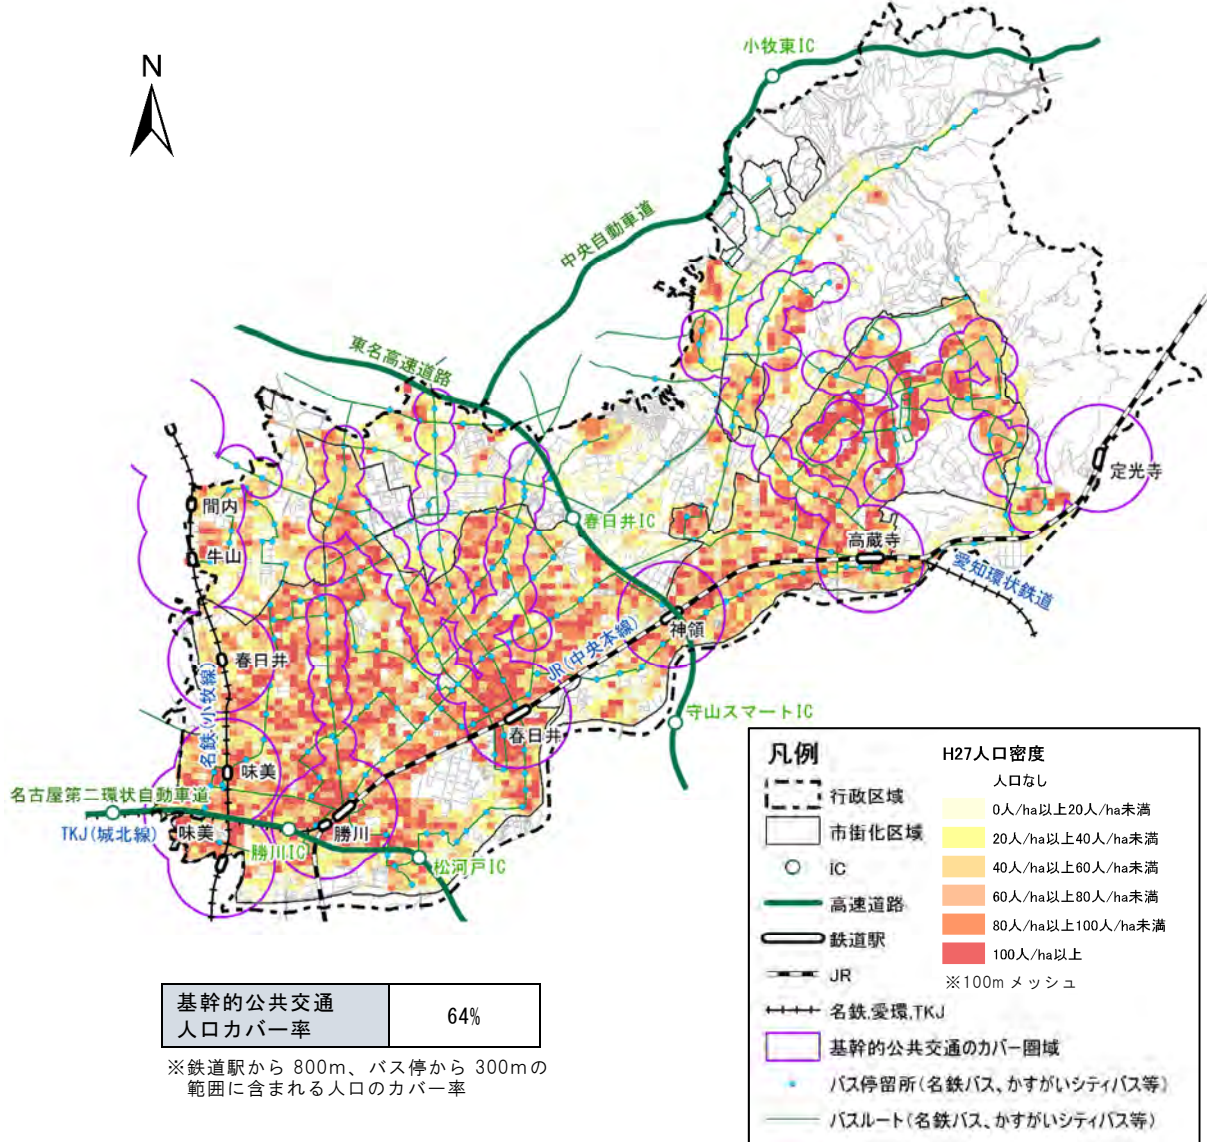 N
小牧東IC
中央自動車道
東名高速道路
間内
牛山
春日井IC
定光寺
高蔵寺
愛知環状鉄道
神領
JR(中央本線)
春日井
名鉄(小牧線)
守山スマートIC
春日井
味美
名古屋第二環状自動車道
TKJ(城北線)
味美
勝川IC
勝川
松河戸IC
凡例
行政区域
市街化区域
IC
高速道路
鉄道駅
JR
名鉄,愛環,TKJ
基幹的公共交通のカバー圏域
バス停留所(名鉄バス、かすがいシティバス等)
バスルート(名鉄バス、かすがいシティバス等)
H27人口密度
人口なし
0人/ha以上20人/ha未満
20人/ha以上40人/ha未満
40人/ha以上60人/ha未満
60人/ha以上80人/ha未満
80人/ha以上100人/ha未満
100人/ha以上
※100m メッシュ
基幹的公共交通
人口カバー率
64%
※鉄道駅から 800m、バス停から 300mの
範囲に含まれる人口のカバー率